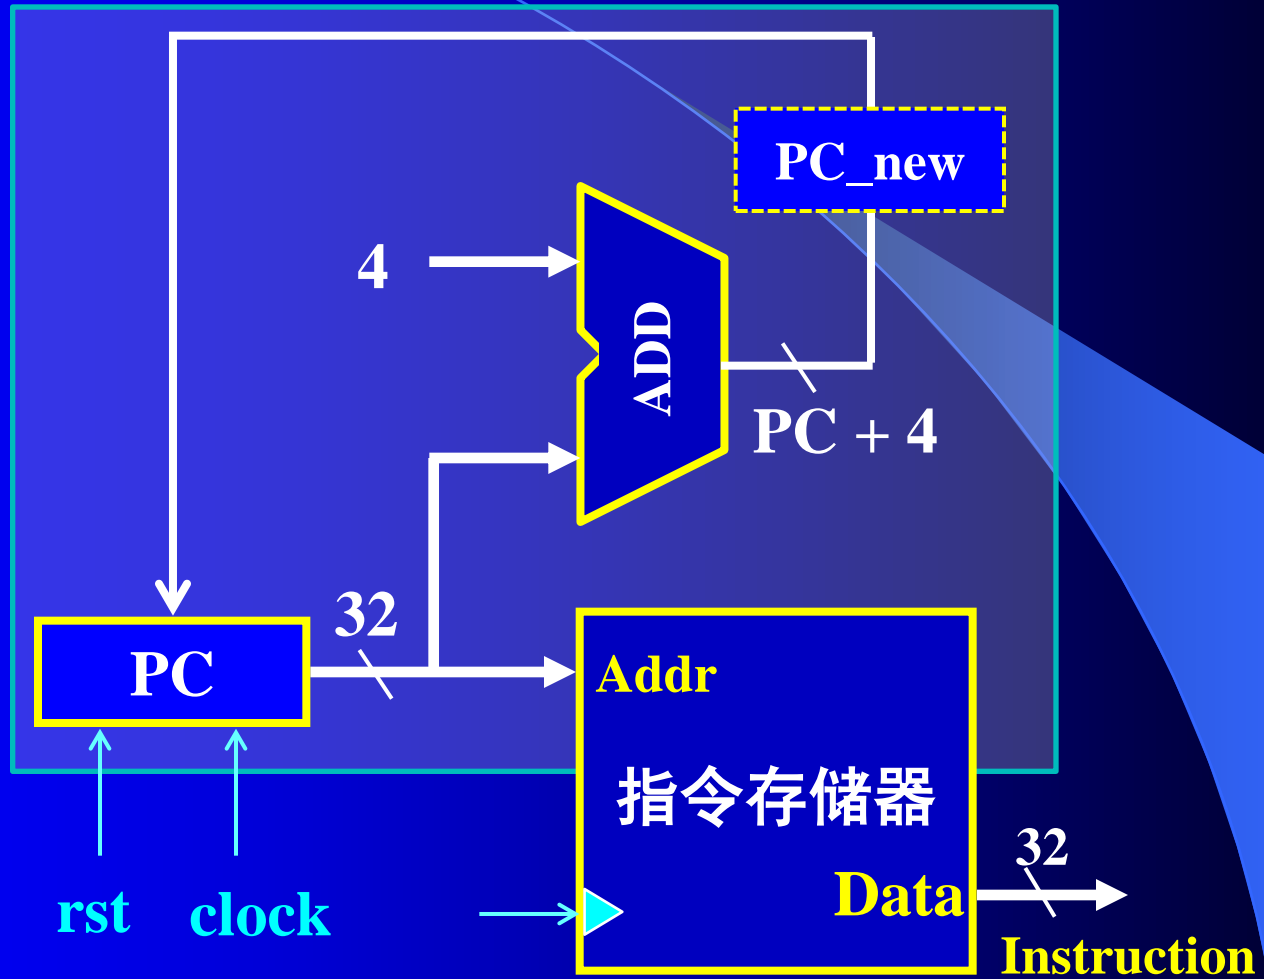 PC_new
4
ADD
PC + 4
32
PC
Addr
指令存储器
32
Data
rst
clock
Instruction